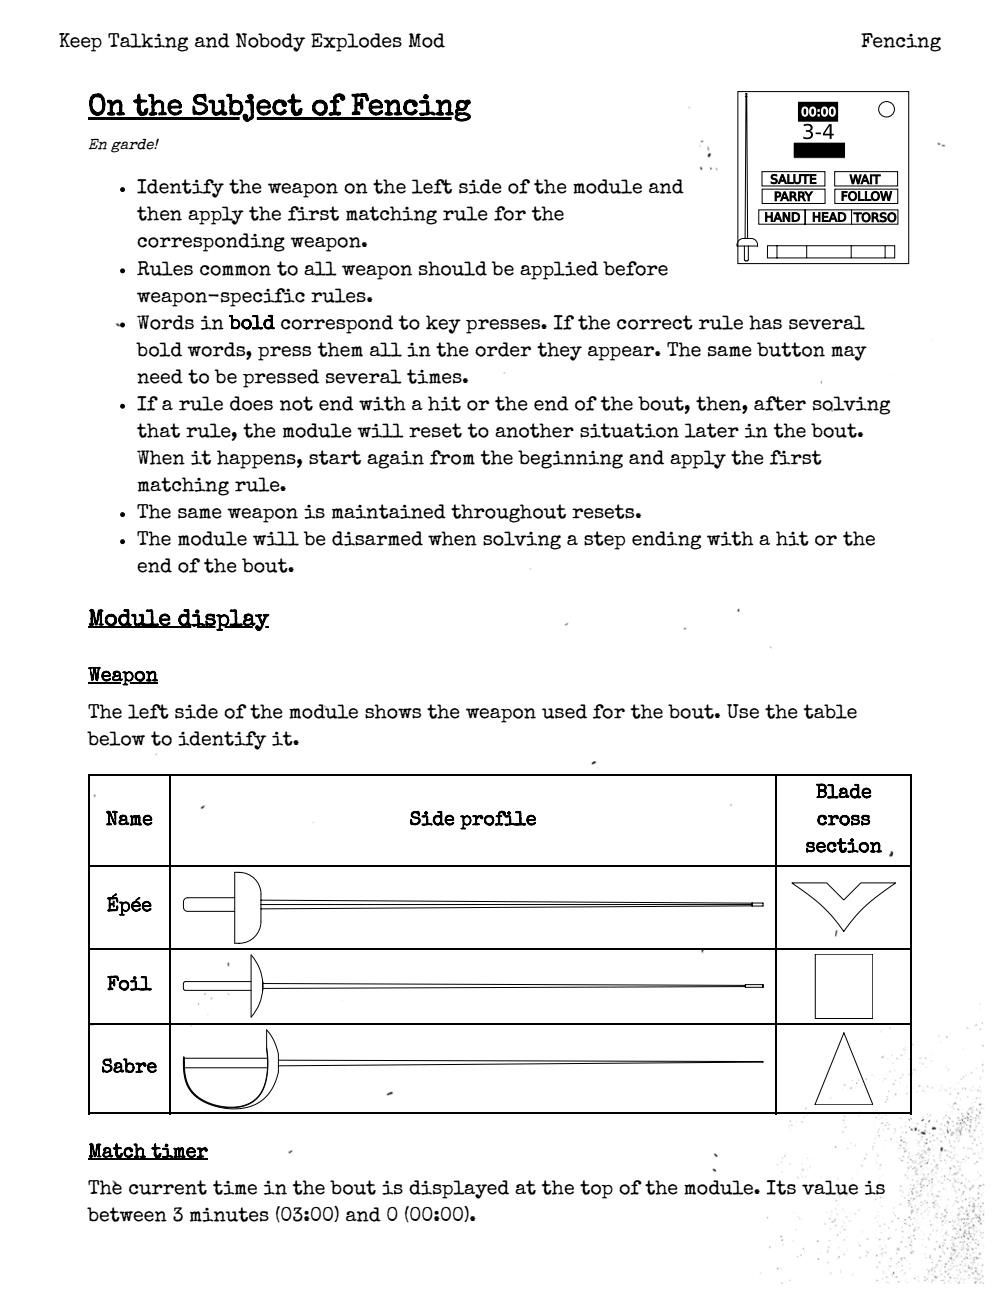 Keep Talking and Nobody Explodes Mod
Fencing
On the Subject of Fencing
En garde!
00:00
3-4
SALUTE
WAIT
PARRY
FOLLOW
HAND
HEAD
TORSO
• Identify the weapon on the left side of the module and
then apply the first matching rule for the
corresponding weapon.
• Rules common to all weapon should be applied before
weapon-specific rules.
• Words in bold correspond to key presses. If the correct rule has several
bold words, press them all in the order they appear. The same button may
need to be pressed several times.
• If a rule does not end with a hit or the end of the bout, then, after solving
that rule, the module will reset to another situation later in the bout.
When it happens, start again from the beginning and apply the first
matching rule.
• The same weapon is maintained throughout resets.
• The module will be disarmed when solving a step ending with a hit or the
end of the bout.
Module display
Weapon
The left side of the module shows the weapon used for the bout. Use the table
below to identify it.
Name
Side profile
Blade
cross
section
Épée
Foil
Sabre
Match timer
The current time in the bout is displayed at the top of the module. Its value is
between 3 minutes (03:00) and 0 (00:00).